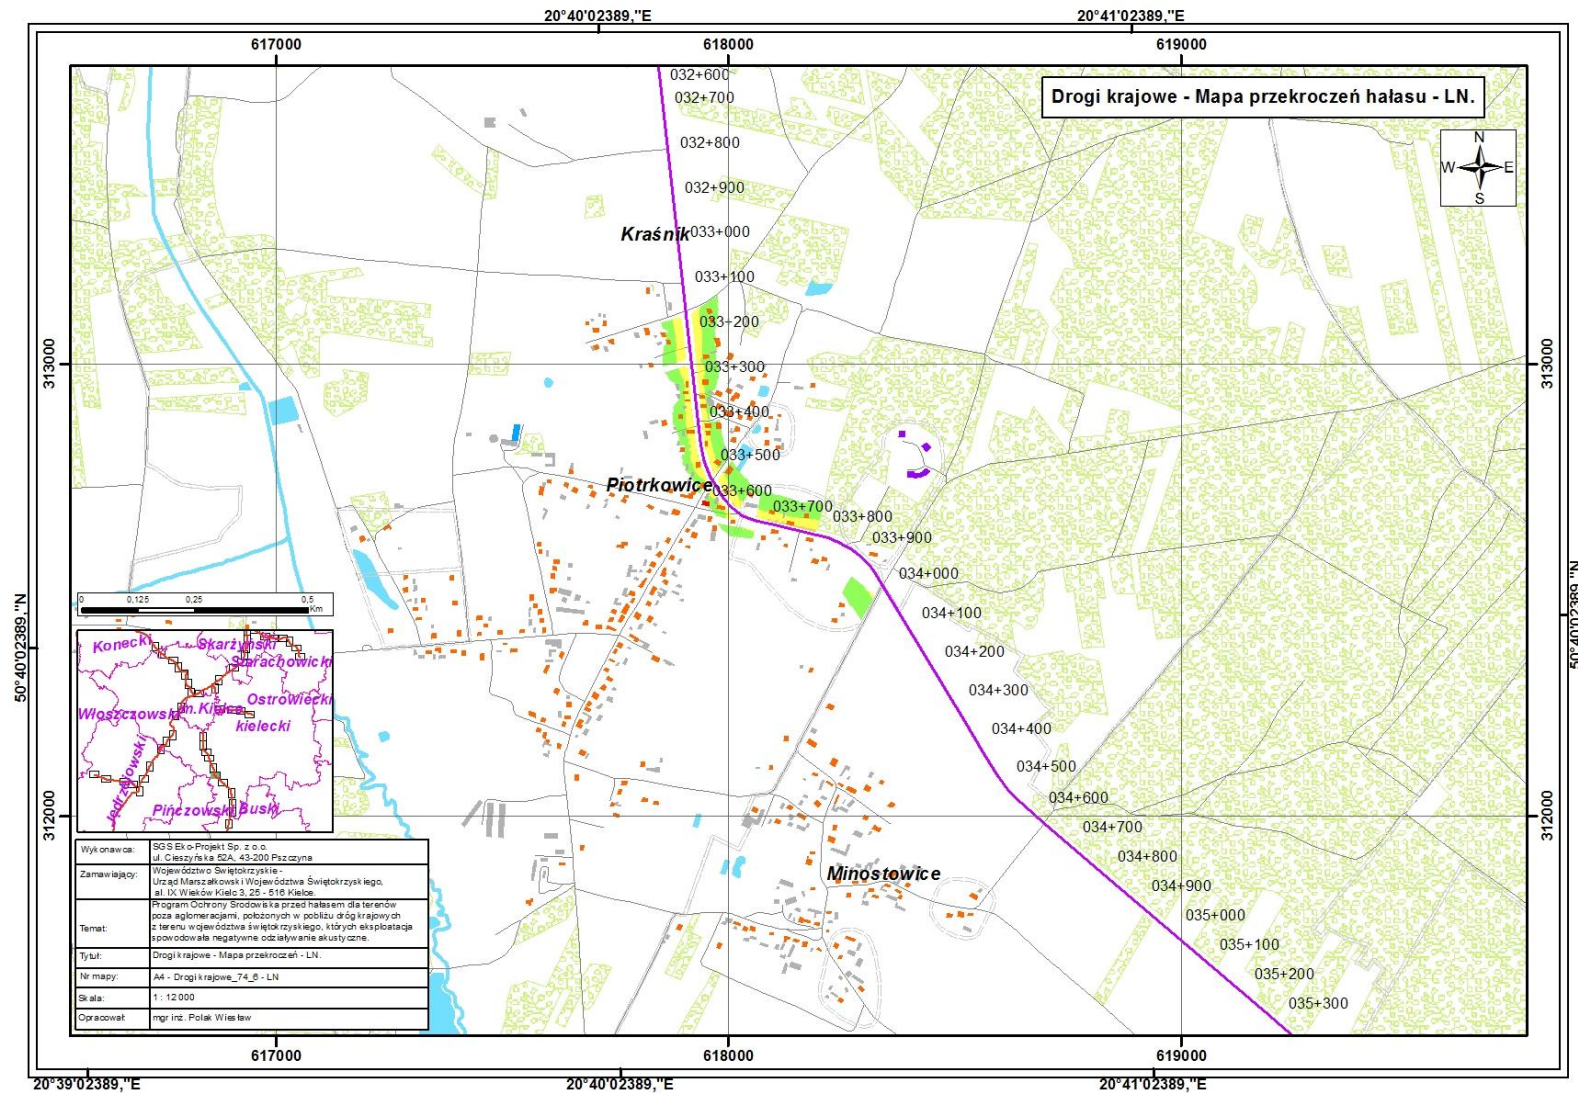 20°40'02389,"E
20°41'02389,"E
617000
618000
619000
Drogi krajowe - Mapa przekroczeń hałasu - LN.
N
W
E
S
032+600
032+700
032+800
032+900
Kraśnik
033+000
033+100
033+200
033+300
033+400
033+500
Piotrkowice
033+600
033+700
033+800
033+900
034+000
034+100
034+200
034+300
034+400
034+500
034+600
034+700
034+800
034+900
035+000
035+100
035+200
035+300
Minostowice
313000
313000
312000
312000
50°40'02389,"N
50°40'02389,"N
0
0,125
0,25
0,5
Km
Konecki
Skarżyński
Starachowicki
Ostrowiecki
Włoszczowski
m.Kielce
kielecki
Jędrzejowski
Pińczowski
Buski
Wykonawca:
SGS Eko-Projekt Sp. z o.o.
ul. Cieszyńska 52A, 43-200 Pszczyna
Zamawiający:
Województwo Świętokrzyskie -
Urząd Marszałkowski Województwa Świętokrzyskiego,
al. IX Wieków Kielc 3, 25 - 516 Kielce.
Temat:
Program Ochrony Środowiska przed hałasem dla terenów
poza aglomeracjami, położonych w pobliżu dróg krajowych
z terenu województwa świętokrzyskiego, których eksploatacja
spowodowała negatywne odziaływanie akustyczne.
Tytuł:
Drogi krajowe - Mapa przekroczeń - LN.
Nr mapy:
A4 - Drogi krajowe_74_6 - LN
Skala:
1 : 12 000
Opracował:
mgr inż. Polak Wiesław
617000
618000
619000
20°39'02389,"E
20°40'02389,"E
20°41'02389,"E